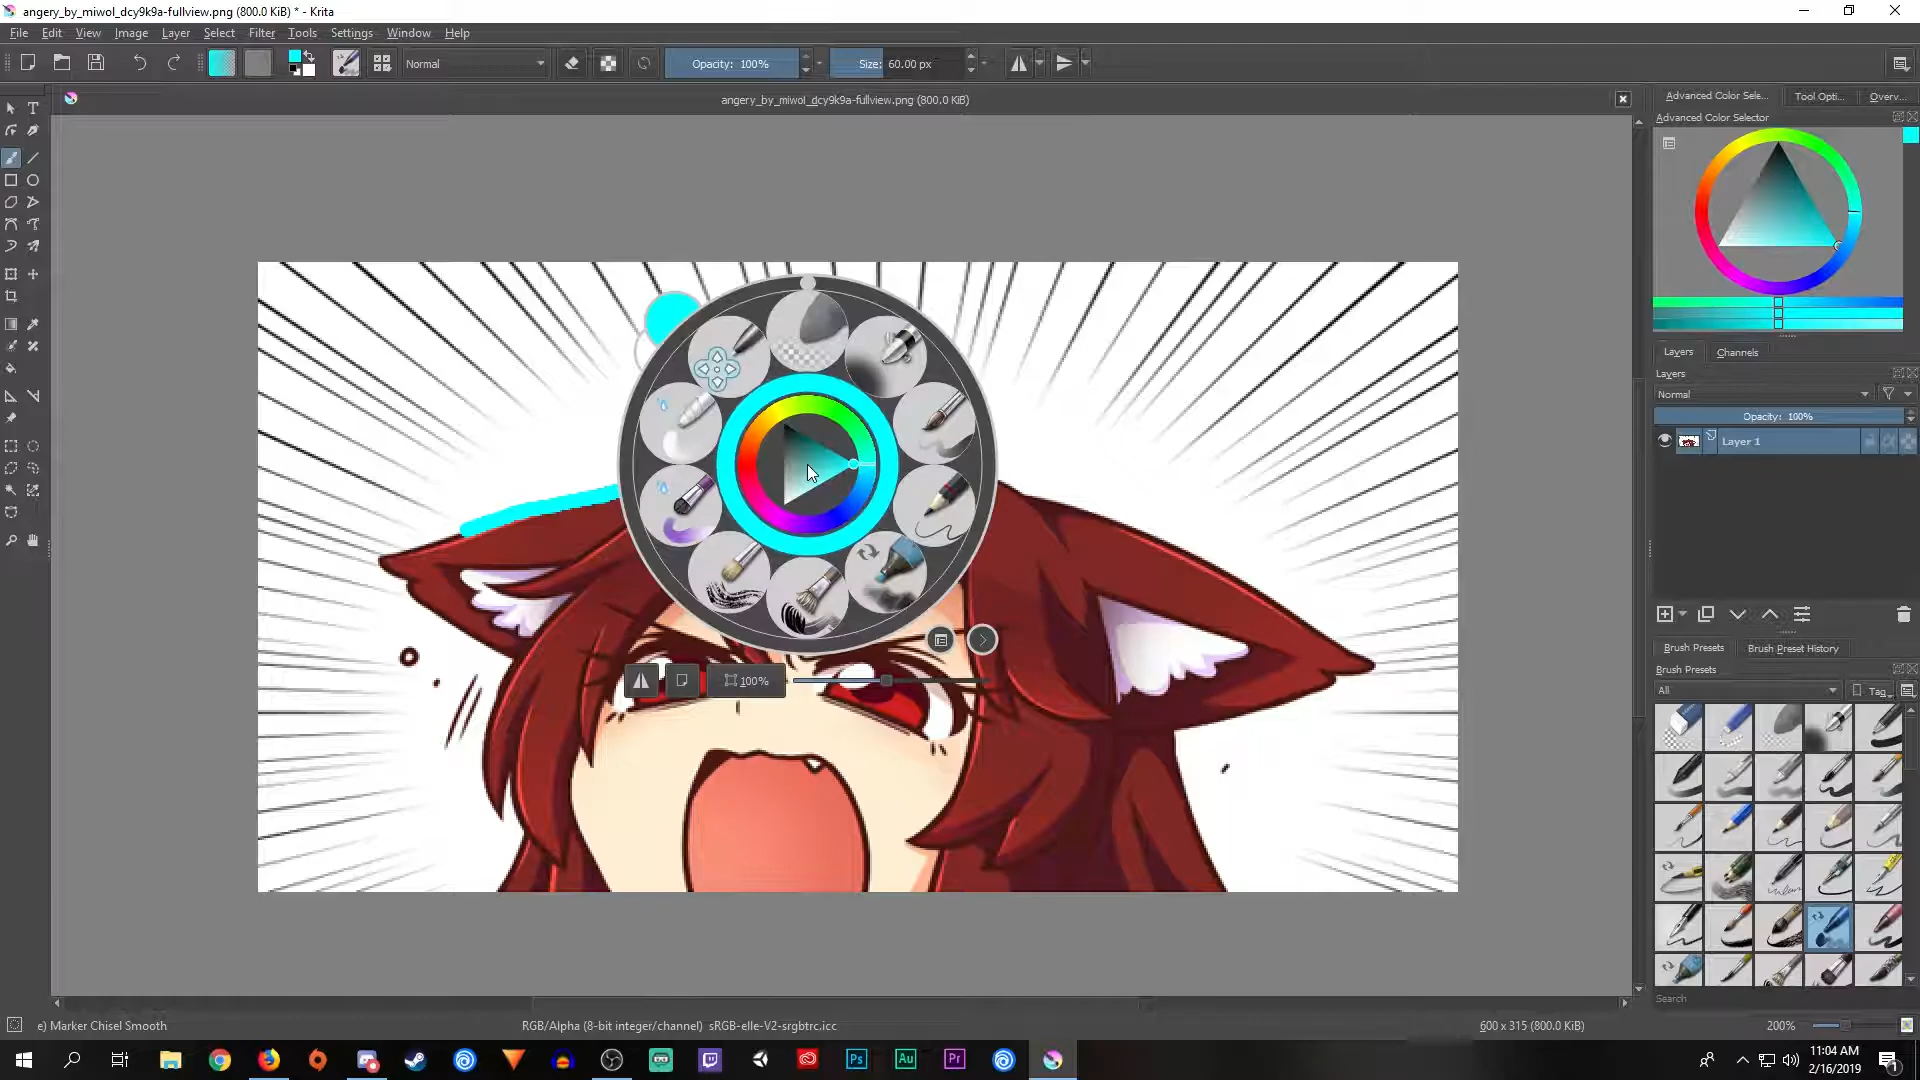 angery_by_miwol_dcy9k9a-fullview.png (800.0 KiB) * - Krita
File Edit View Image Layer Select Filter Tools Settings Window Help
Normal Opacity: 100% Size: 60.00 px
angery_by_miwol_dcy9k9a-fullview.png (800.0 KiB)
Advanced Color Sele... Tool Opti... Overv...
Advanced Color Selector
Layers Channels
Layers
Normal
Opacity: 100%
Layer 1
100%
Brush Presets Brush Preset History
Brush Presets
All Tag
Search
e) Marker Chisel Smooth
RGB/Alpha (8-bit integer/channel) sRGB-elle-V2-srgbtrc.icc
600 x 315 (800.0 KiB)
200%
Ps Au Pr
11:04 AM
2/16/2019
1